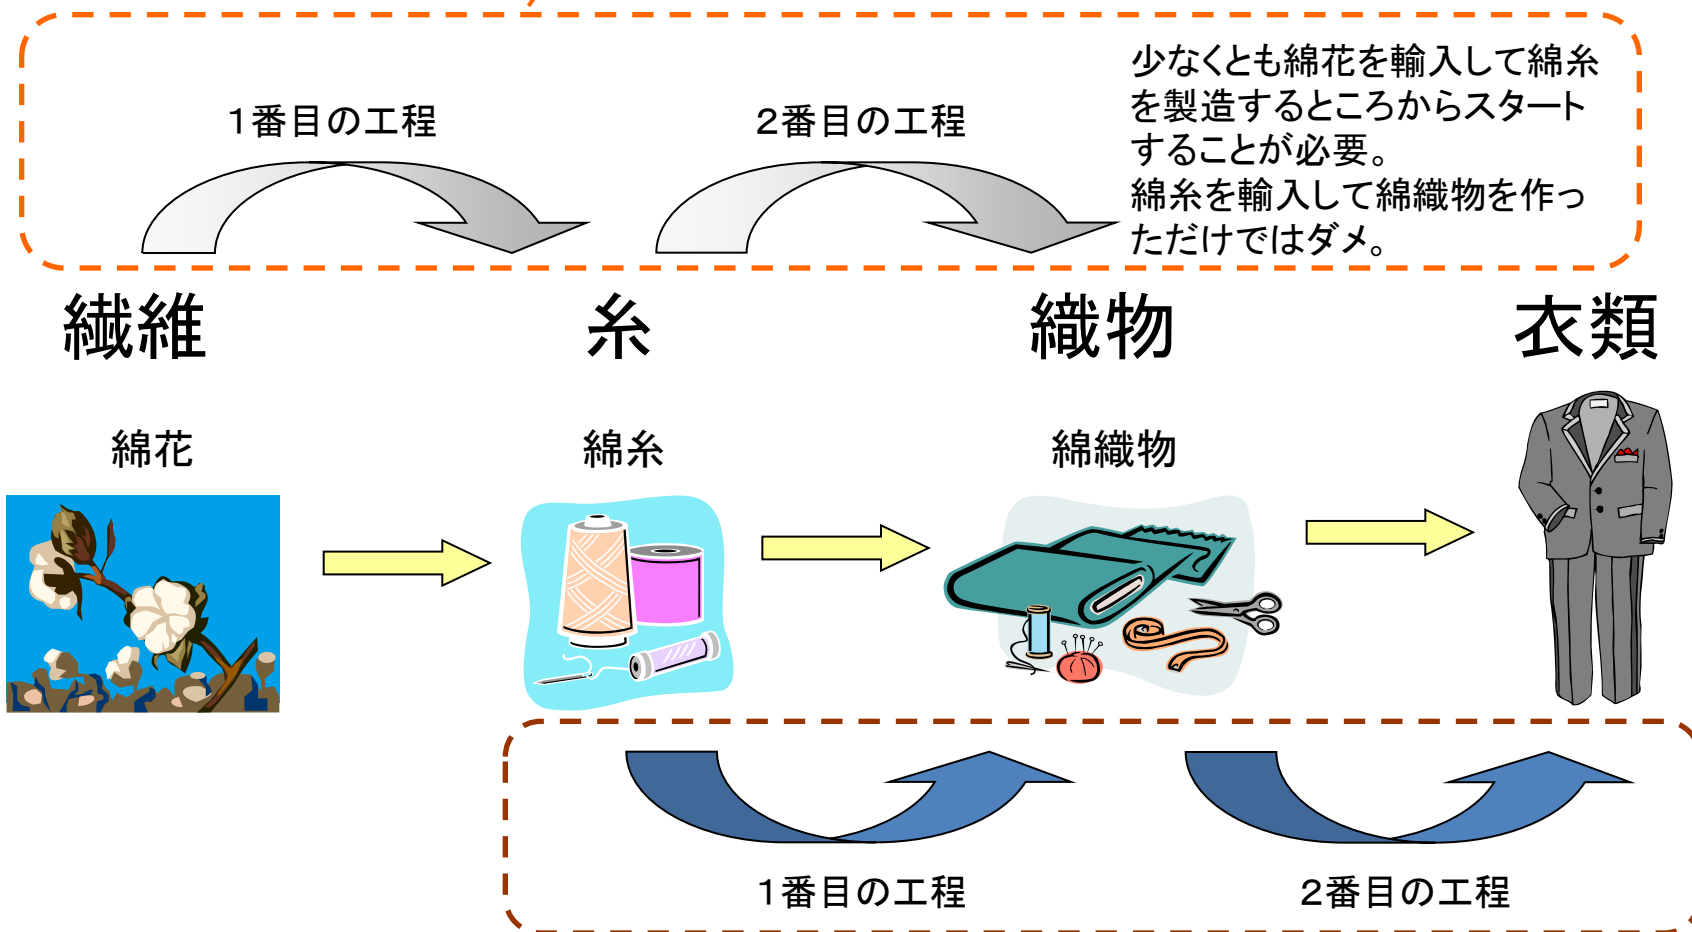 1番目の工程
2番目の工程
少なくとも綿花を輸入して綿糸
を製造するところからスタート
することが必要。
綿糸を輸入して綿織物を作っ
ただけではダメ。
繊維
糸
織物
衣類
綿花
綿糸
綿織物
1番目の工程
2番目の工程